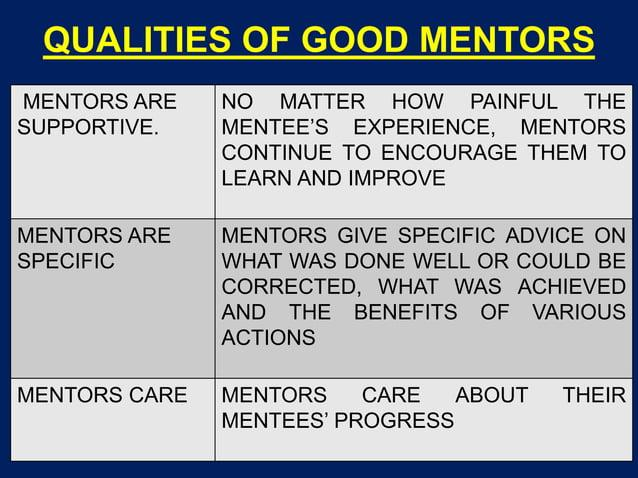 QUALITIES OF GOOD MENTORS
MENTORS ARE
SUPPORTIVE.
NO MATTER HOW PAINFUL THE
MENTEE’S EXPERIENCE, MENTORS
CONTINUE TO ENCOURAGE THEM TO
LEARN AND IMPROVE
MENTORS ARE
SPECIFIC
MENTORS GIVE SPECIFIC ADVICE ON
WHAT WAS DONE WELL OR COULD BE
CORRECTED, WHAT WAS ACHIEVED
AND THE BENEFITS OF VARIOUS
ACTIONS
MENTORS CARE
MENTORS CARE ABOUT THEIR
MENTEES’ PROGRESS